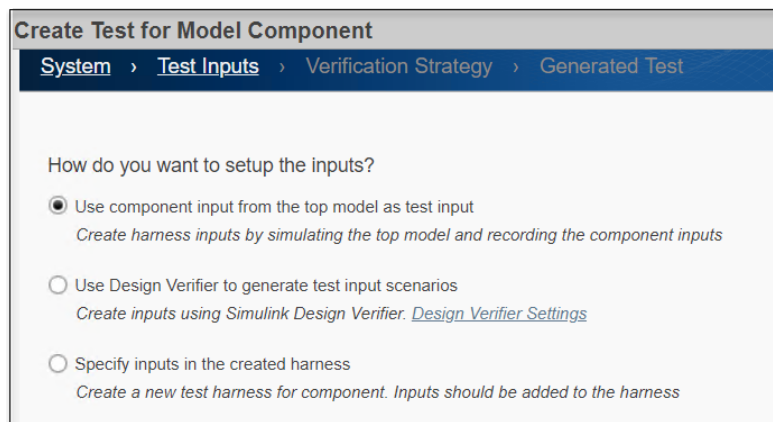 Create Test for Model Component
System › Test Inputs › Verification Strategy › Generated Test
How do you want to setup the inputs?
Use component input from the top model as test input
Create harness inputs by simulating the top model and recording the component inputs
Use Design Verifier to generate test input scenarios
Create inputs using Simulink Design Verifier. Design Verifier Settings
Specify inputs in the created harness
Create a new test harness for component. Inputs should be added to the harness